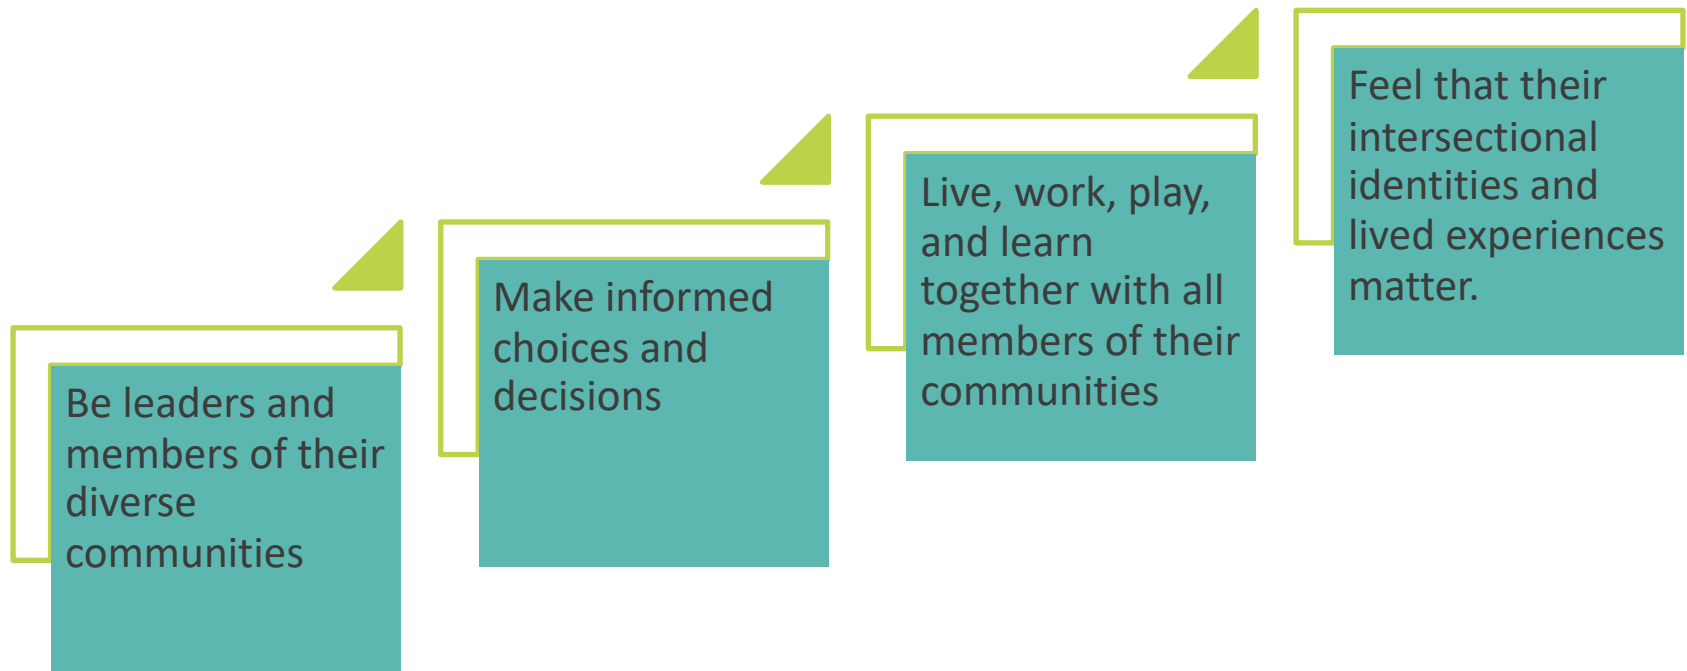 Be leaders and
members of their
diverse
communities
Make informed
choices and
decisions
Live, work, play,
and learn
together with all
members of their
communities
Feel that their
intersectional
identities and
lived experiences
matter.